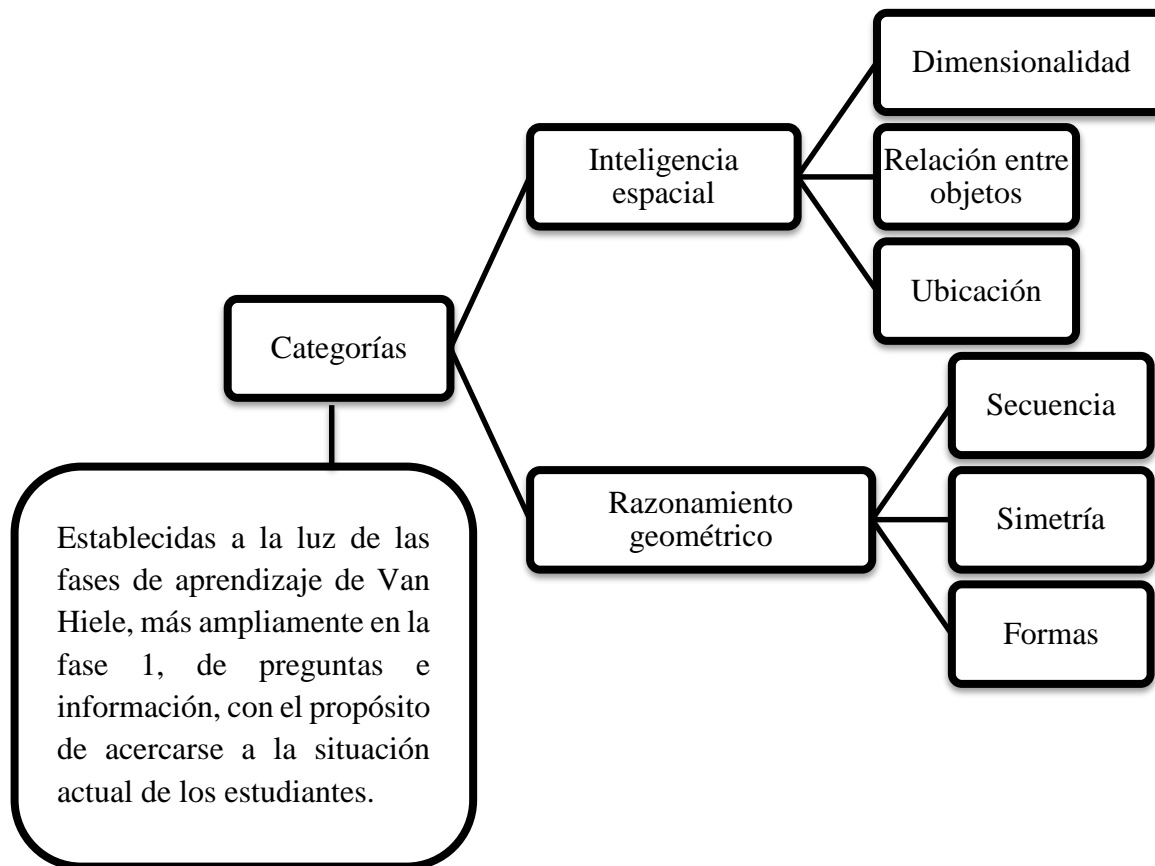 Categorías
Inteligencia
espacial
Dimensionalidad
Relación entre
objetos
Ubicación
Razonamiento
geométrico
Secuencia
Simetría
Formas
Establecidas a la luz de las
fases de aprendizaje de Van
Hiele, más ampliamente en la
fase 1, de preguntas e
información, con el propósito
de acercarse a la situación
actual de los estudiantes.